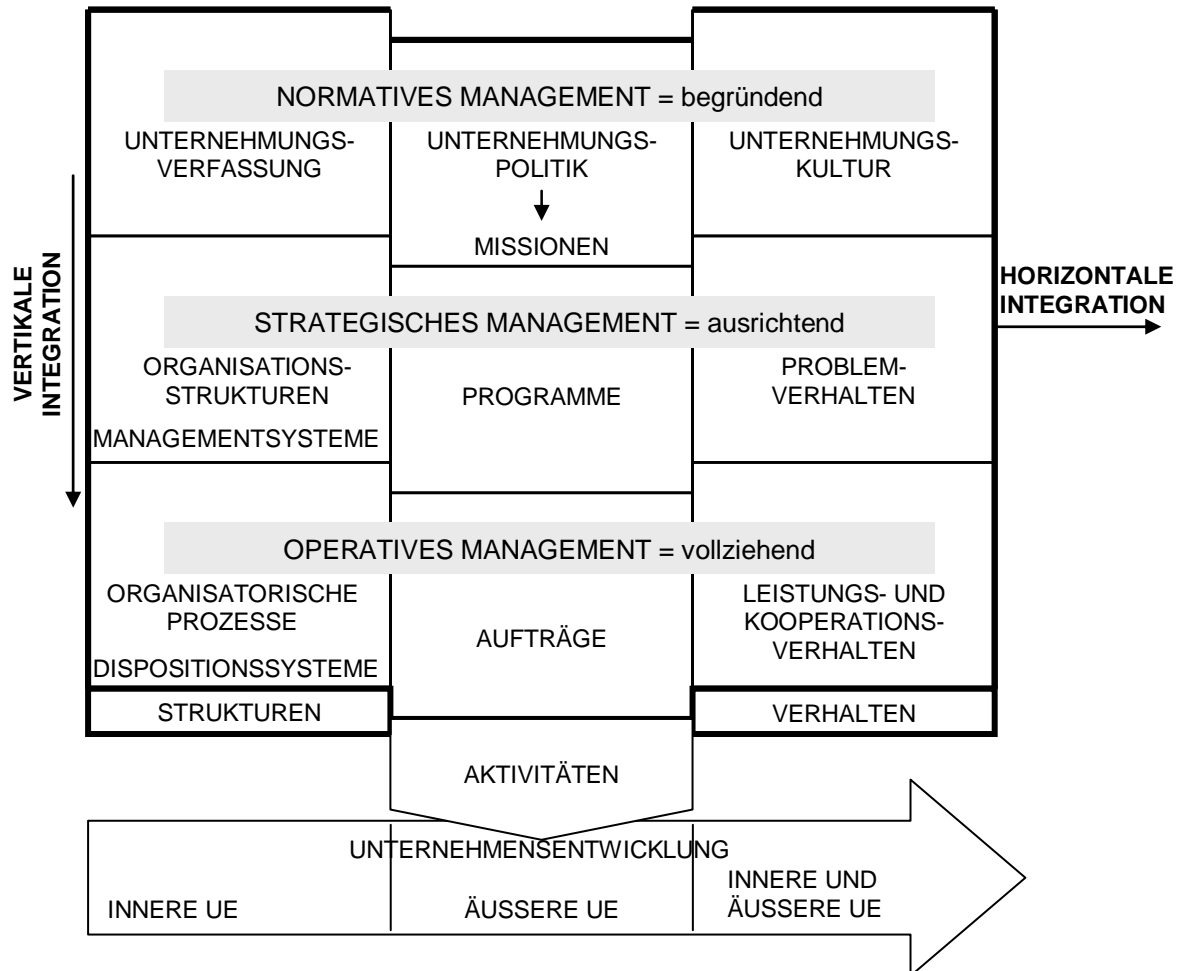 NORMATIVES MANAGEMENT = begründend
UNTERNEHMUNGS-
VERFASSUNG
UNTERNEHMUNGS-
POLITIK
UNTERNEHMUNGS-
KULTUR
MISSIONEN
VERTIKALE
INTEGRATION
HORIZONTALE
INTEGRATION
STRATEGISCHES MANAGEMENT = ausrichtend
ORGANISATIONS-
STRUKTUREN
MANAGEMENTSYSTEME
PROGRAMME
PROBLEM-
VERHALTEN
OPERATIVES MANAGEMENT = vollziehend
ORGANISATORISCHE
PROZESSE
DISPOSITIONSSYSTEME
AUFTRÄGE
LEISTUNGS- UND
KOOPERATIONS-
VERHALTEN
STRUKTUREN
VERHALTEN
AKTIVITÄTEN
UNTERNEHMENSENTWICKLUNG
INNERE UE
ÄUSSERE UE
INNERE UND
ÄUSSERE UE